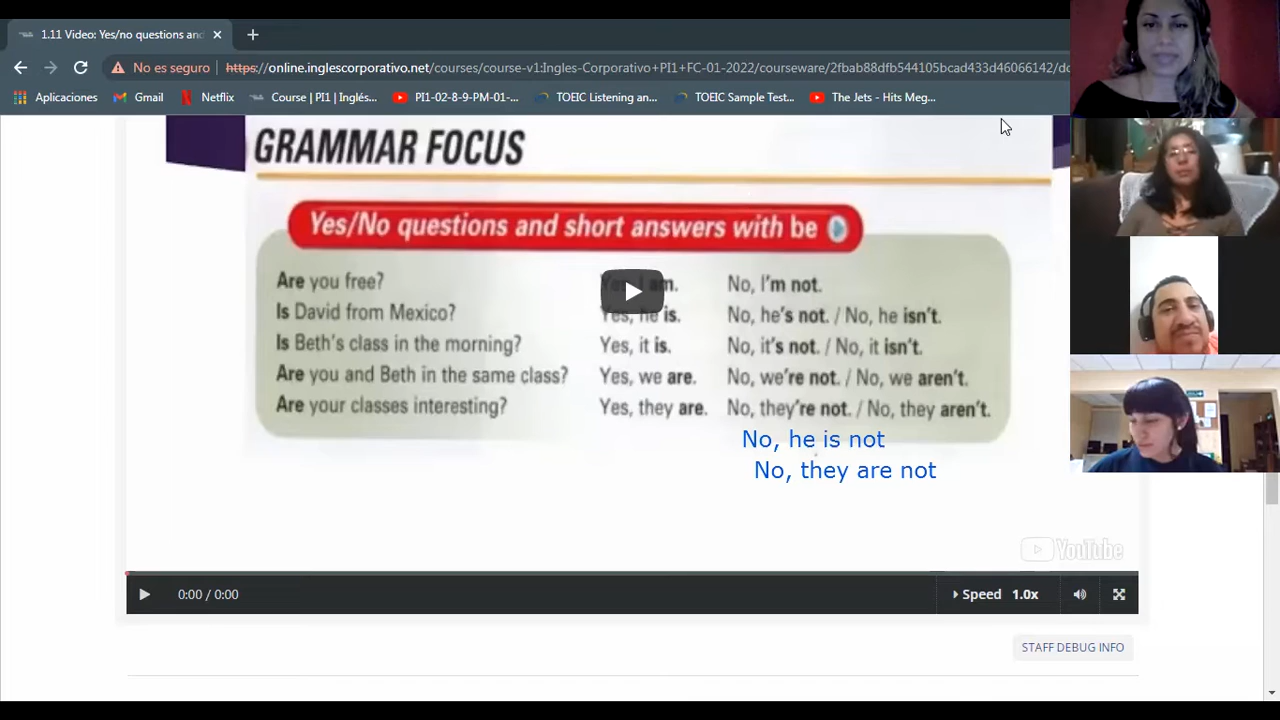 1.11 Video: Yes/no questions and
No es seguro
https://online.inglescorporativo.net/courses/course-v1:Ingles-Corporativo+PI1+FC-01-2022/courseware/2fbab88dfb544105bcad433d46066142/dc
Aplicaciones Gmail Netflix Course | PI1 | Inglés... PI1-02-8-9-PM-01-... TOEIC Listening an... TOEIC Sample Test... The Jets - Hits Meg...
GRAMMAR FOCUS
Yes/No questions and short answers with be
Are you free? Yes, I am. No, I'm not.
Is David from Mexico? Yes, he is. No, he's not. / No, he isn't.
Is Beth's class in the morning? Yes, it is. No, it's not. / No, it isn't.
Are you and Beth in the same class? Yes, we are. No, we're not. / No, we aren't.
Are your classes interesting? Yes, they are. No, they're not. / No, they aren't.
No, he is not
No, they are not
YouTube
0:00 / 0:00 Speed 1.0x
STAFF DEBUG INFO